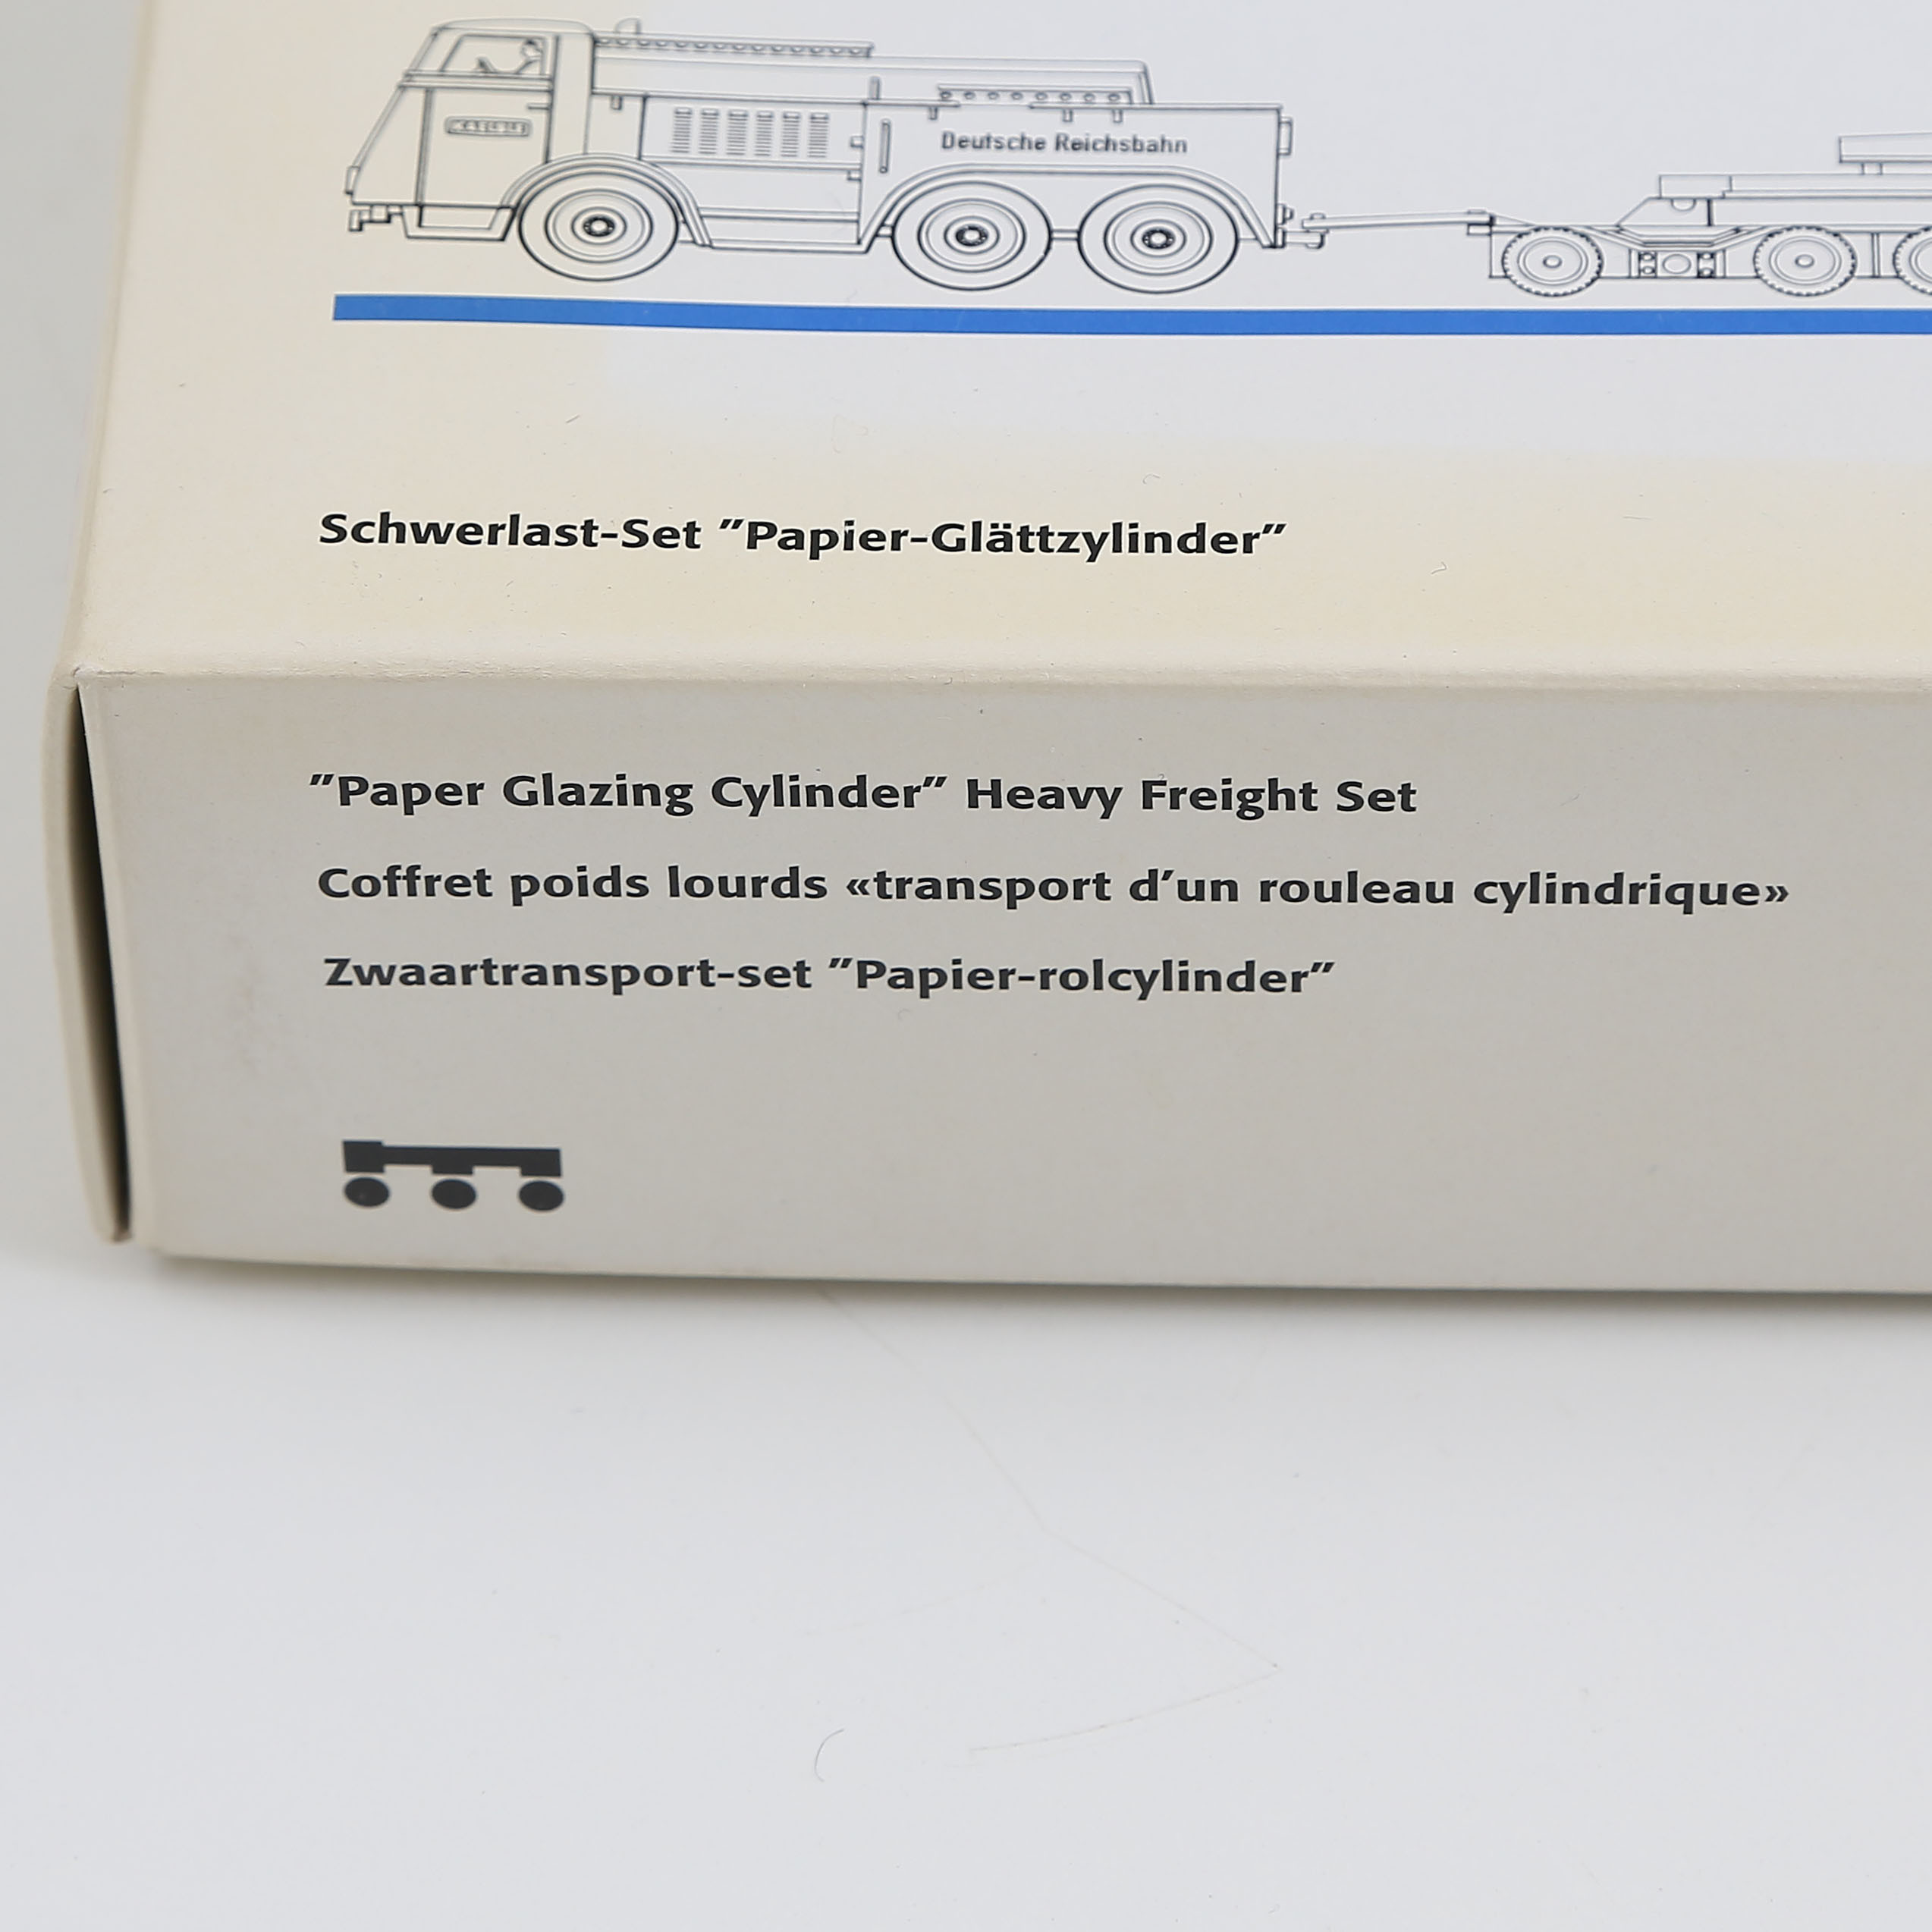 Deutsche Reichsbahn
Schwerlast-Set "Papier-Glättzylinder"
"Paper Glazing Cylinder" Heavy Freight Set
Coffret poids lourds «transport d'un rouleau cylindrique»
Zwaartransport-set "Papier-rolcylinder"